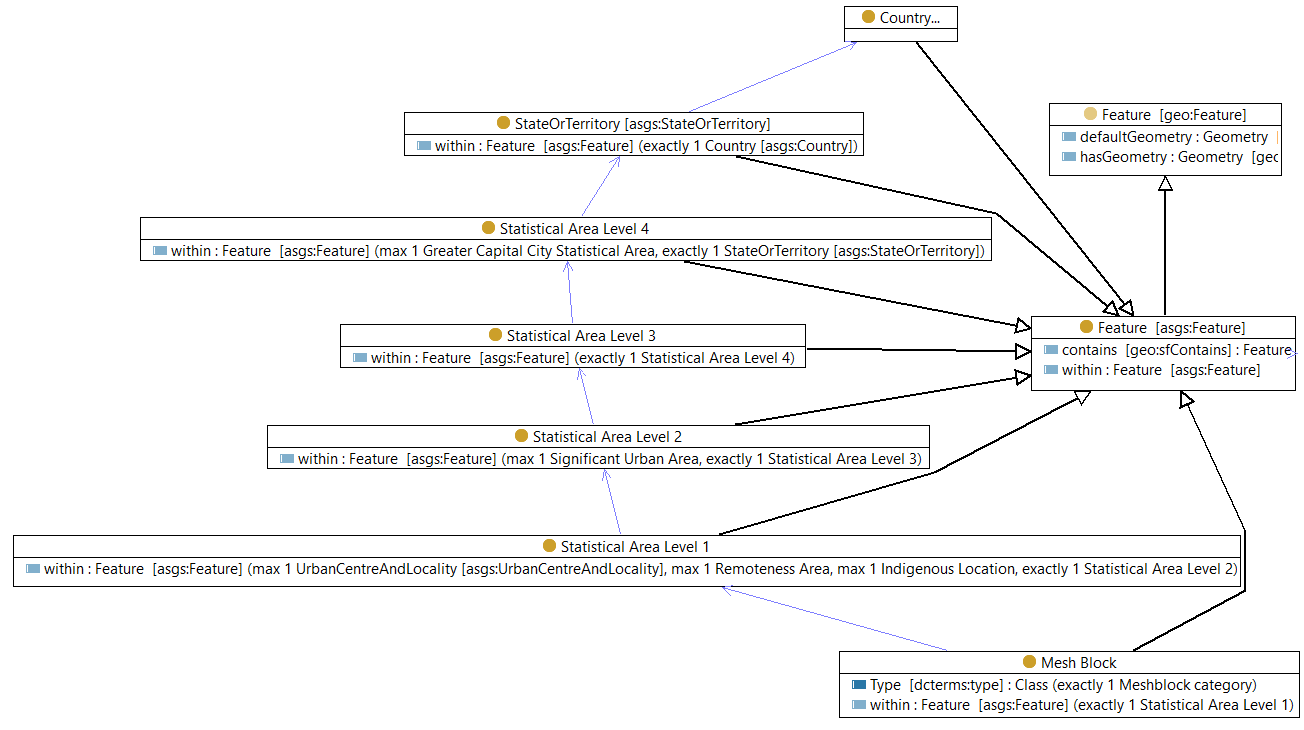 Country...
StateOrTerritory [asgs:StateOrTerritory]
within : Feature [asgs:Feature] (exactly 1 Country [asgs:Country])
Feature [geo:Feature]
defaultGeometry : Geometry
hasGeometry : Geometry [geo
Statistical Area Level 4
within : Feature [asgs:Feature] (max 1 Greater Capital City Statistical Area, exactly 1 StateOrTerritory [asgs:StateOrTerritory])
Statistical Area Level 3
within : Feature [asgs:Feature] (exactly 1 Statistical Area Level 4)
Feature [asgs:Feature]
contains [geo:sfContains] : Feature
within : Feature [asgs:Feature]
Statistical Area Level 2
within : Feature [asgs:Feature] (max 1 Significant Urban Area, exactly 1 Statistical Area Level 3)
Statistical Area Level 1
within : Feature [asgs:Feature] (max 1 UrbanCentreAndLocality [asgs:UrbanCentreAndLocality], max 1 Remoteness Area, max 1 Indigenous Location, exactly 1 Statistical Area Level 2)
Mesh Block
Type [dcterms:type] : Class (exactly 1 Meshblock category)
within : Feature [asgs:Feature] (exactly 1 Statistical Area Level 1)